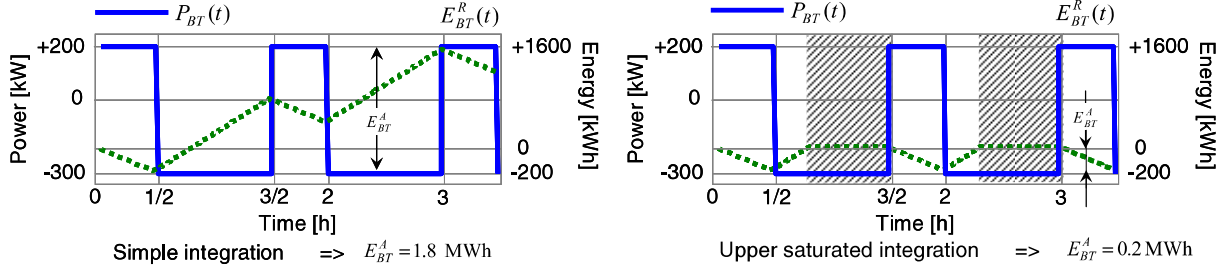 P_BT(t) E^R_BT(t)
+200 +1600
Power [kW] Energy [kWh]
0 E^A_BT 0
-300 -200
0 1/2 3/2 2 3
Time [h]
Simple integration => E^A_BT = 1.8 MWh
P_BT(t) E^R_BT(t)
+200 +1600
Power [kW] Energy [kWh]
0 E^A_BT 0
-300 -200
0 1/2 3/2 2 3
Time [h]
Upper saturated integration => E^A_BT = 0.2 MWh